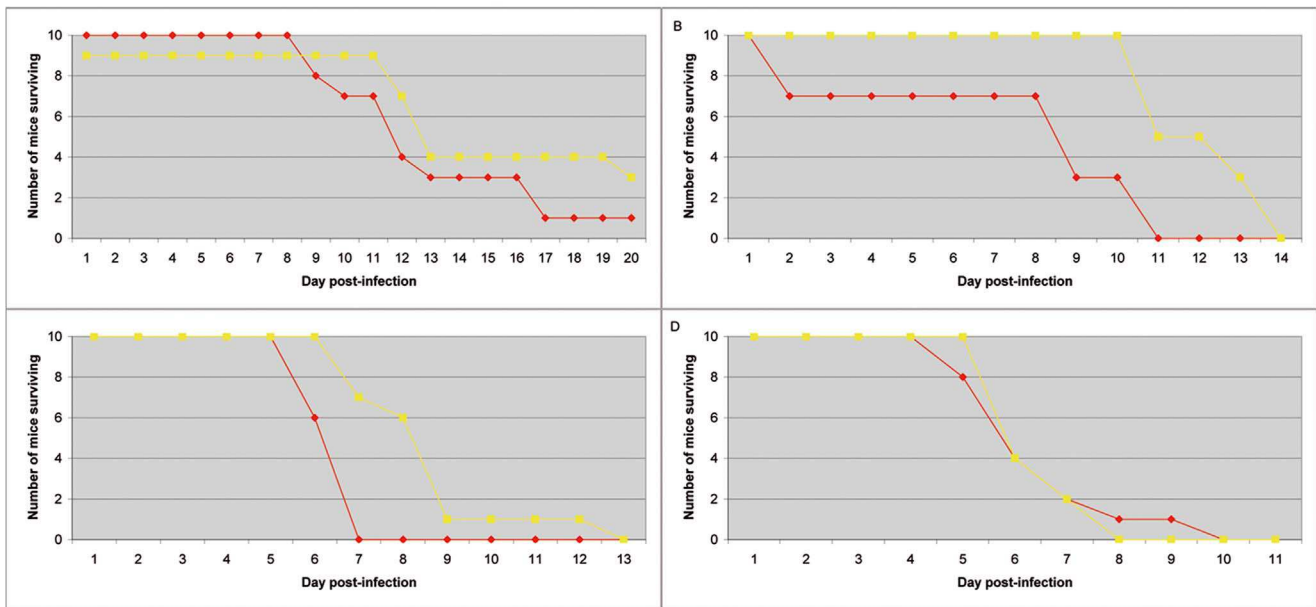 Number of mice surviving
10
8
6
4
2
0
1 2 3 4 5 6 7 8 9 10 11 12 13 14 15 16 17 18 19 20
Day post-infection
B
Number of mice surviving
10
8
6
4
2
0
1 2 3 4 5 6 7 8 9 10 11 12 13 14
Day post-infection
Number of mice surviving
10
8
6
4
2
0
1 2 3 4 5 6 7 8 9 10 11 12 13
Day post-infection
D
Number of mice surviving
10
8
6
4
2
0
1 2 3 4 5 6 7 8 9 10 11
Day post-infection